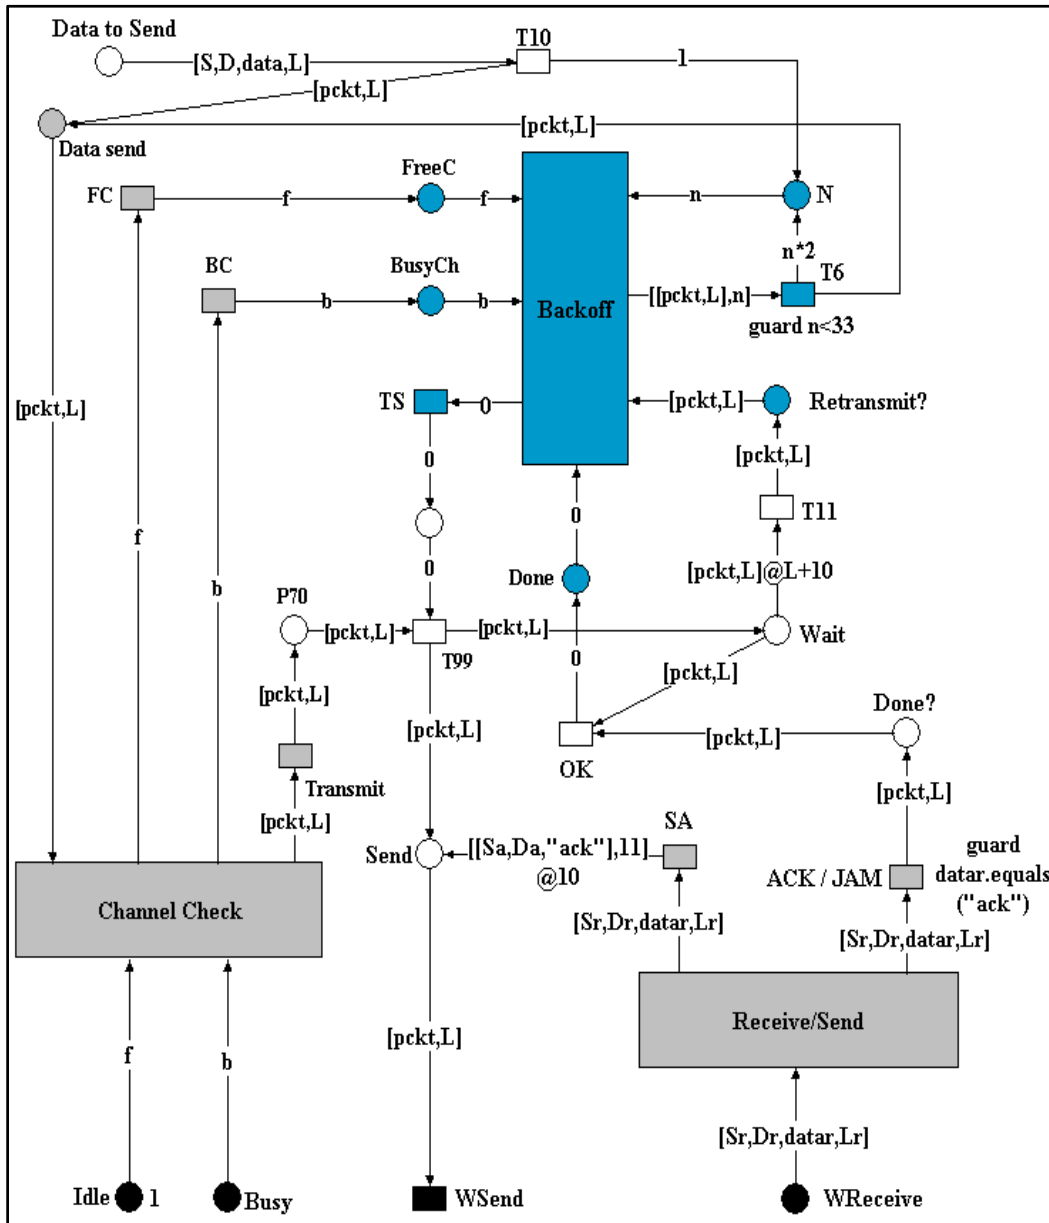 Data to Send
T10
[S,D,data,L]
1
[pckt,L]
[pckt,L]
Data send
FreeC
FC
f
f
n
N
n*2
BC
BusyCh
T6
b
b
Backoff
[[pckt,L],n]
guard n<33
[pckt,L]
TS
0
[pckt,L]
Retransmit?
0
[pckt,L]
0
T11
f
0
Done
[pckt,L]@L+10
b
P70
[pckt,L]
[pckt,L]
Wait
T99
0
[pckt,L]
[pckt,L]
Done?
[pckt,L]
[pckt,L]
OK
Transmit
[pckt,L]
[pckt,L]
SA
Send
[[Sa,Da,"ack"],11]
@10
guard
ACK / JAM
datar.equals
("ack")
Channel Check
[Sr,Dr,datar,Lr]
[Sr,Dr,datar,Lr]
Receive/Send
[pckt,L]
f
b
[Sr,Dr,datar,Lr]
Idle
1
Busy
WSend
WReceive